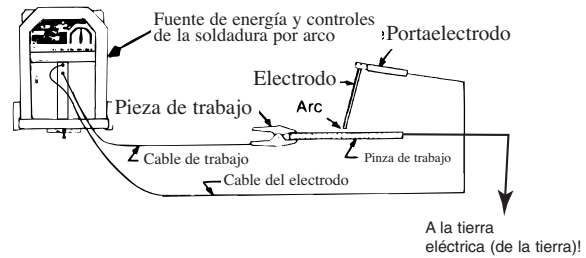 Fuente de energía y controles
de la soldadura por arco
:Portaelectrodo
Electrodo
Pieza de trabajo
Arc
Cable de trabajo
Pinza de trabajo
Cable del electrodo
A la tierra
eléctrica (de la tierra)!